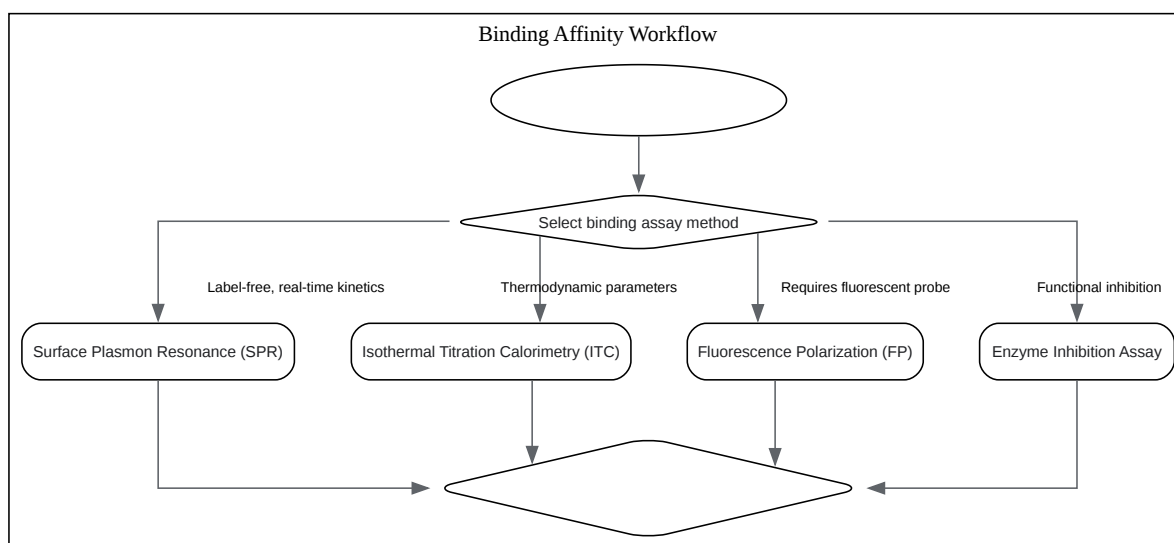 Binding Affinity Workflow
Select binding assay method
Label-free, real-time kinetics
Thermodynamic parameters
Requires fluorescent probe
Functional inhibition
Surface Plasmon Resonance (SPR)
Isothermal Titration Calorimetry (ITC)
Fluorescence Polarization (FP)
Enzyme Inhibition Assay